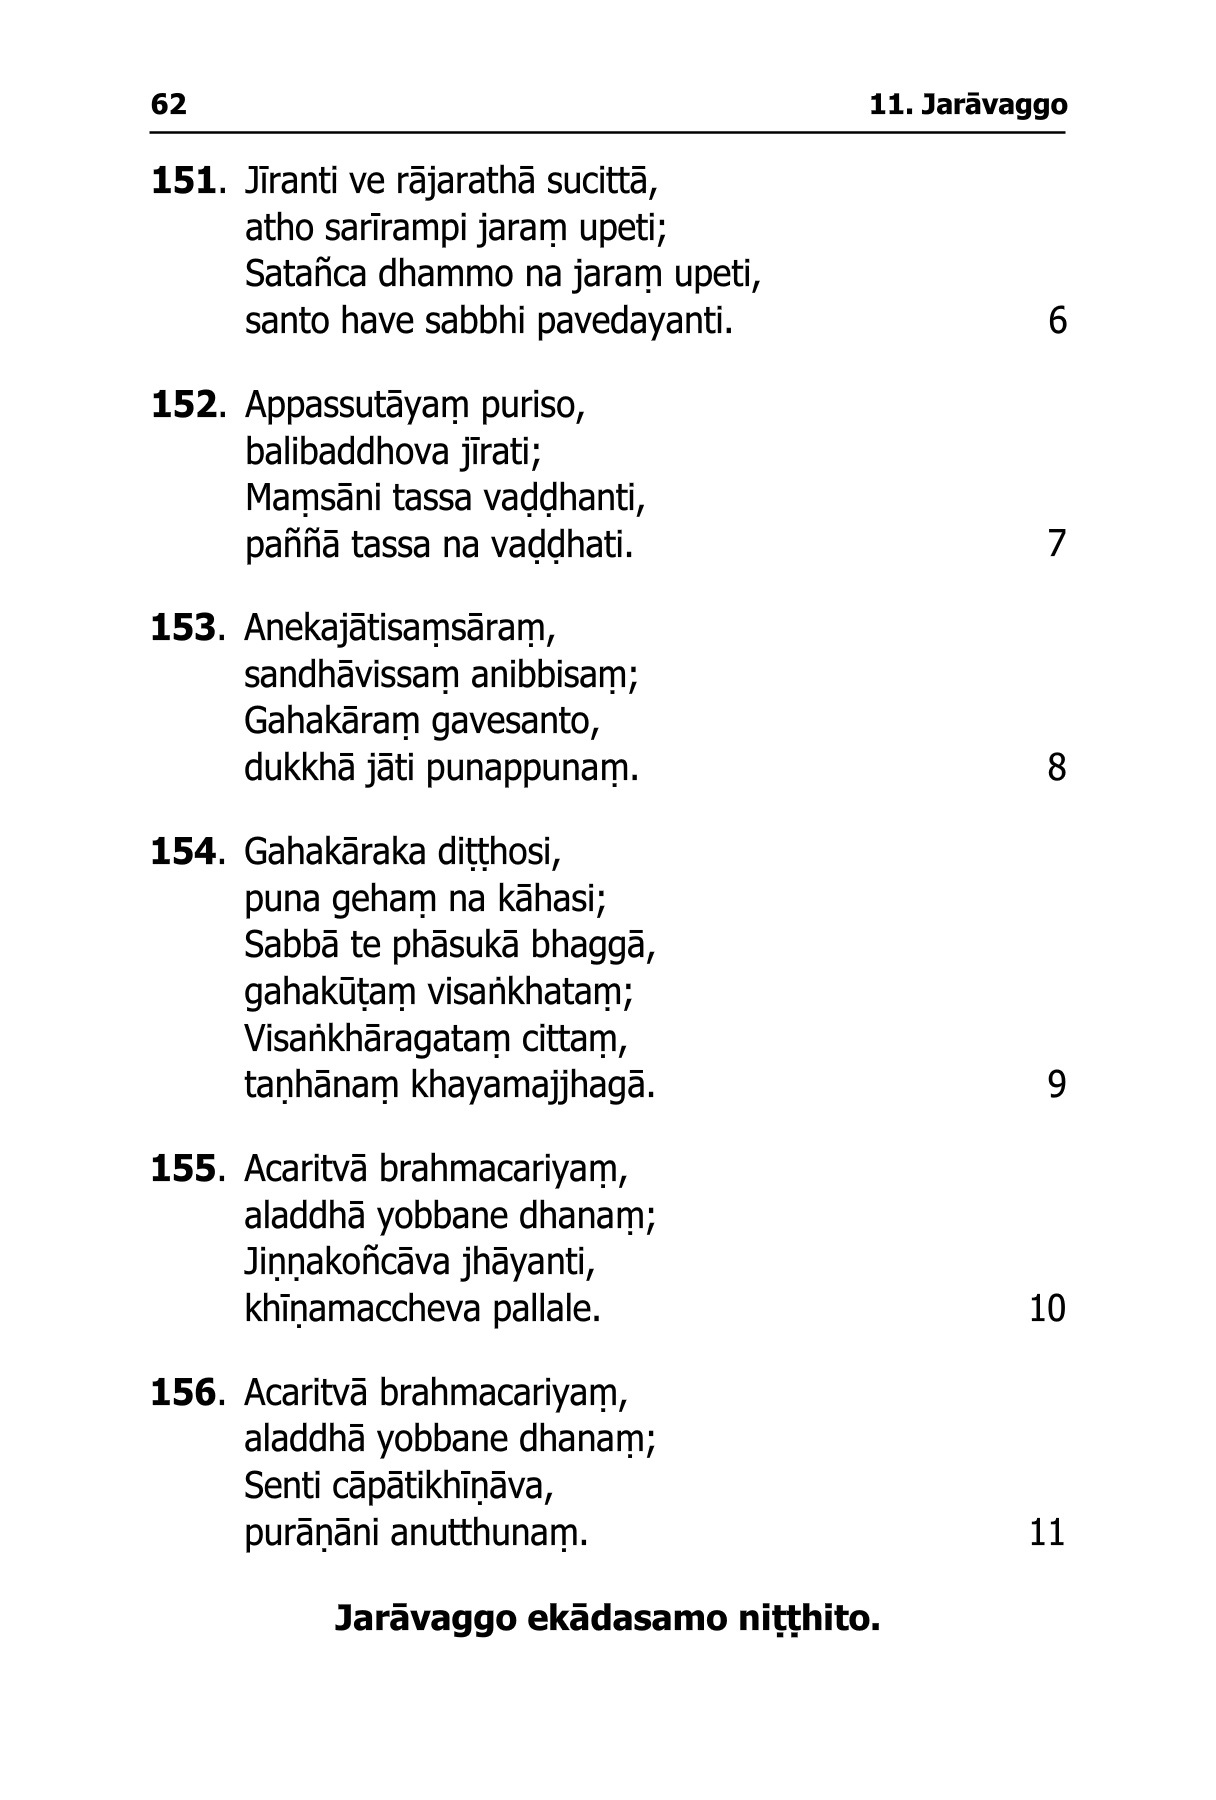 62 11. Jarāvaggo
151. Jīranti ve rājarathā sucittā,
atho sarīrampi jaraṃ upeti;
Satañca dhammo na jaraṃ upeti,
santo have sabbhi pavedayanti. 6
152. Appassutāyaṃ puriso,
balibaddhova jīrati;
Maṃsāni tassa vaḍḍhanti,
paññā tassa na vaḍḍhati. 7
153. Anekajātisaṃsāraṃ,
sandhāvissaṃ anibbisaṃ;
Gahakāraṃ gavesanto,
dukkhā jāti punappunaṃ. 8
154. Gahakāraka diṭṭhosi,
puna gehaṃ na kāhasi;
Sabbā te phāsukā bhaggā,
gahakūṭaṃ visaṅkhataṃ;
Visaṅkhāragataṃ cittaṃ,
taṇhānaṃ khayamajjhagā. 9
155. Acaritvā brahmacariyaṃ,
aladdhā yobbane dhanaṃ;
Jiṇṇakoñcāva jhāyanti,
khīṇamaccheva pallale. 10
156. Acaritvā brahmacariyaṃ,
aladdhā yobbane dhanaṃ;
Senti cāpātikhīṇāva,
purāṇāni anutthunaṃ. 11
Jarāvaggo ekādasamo niṭṭhito.